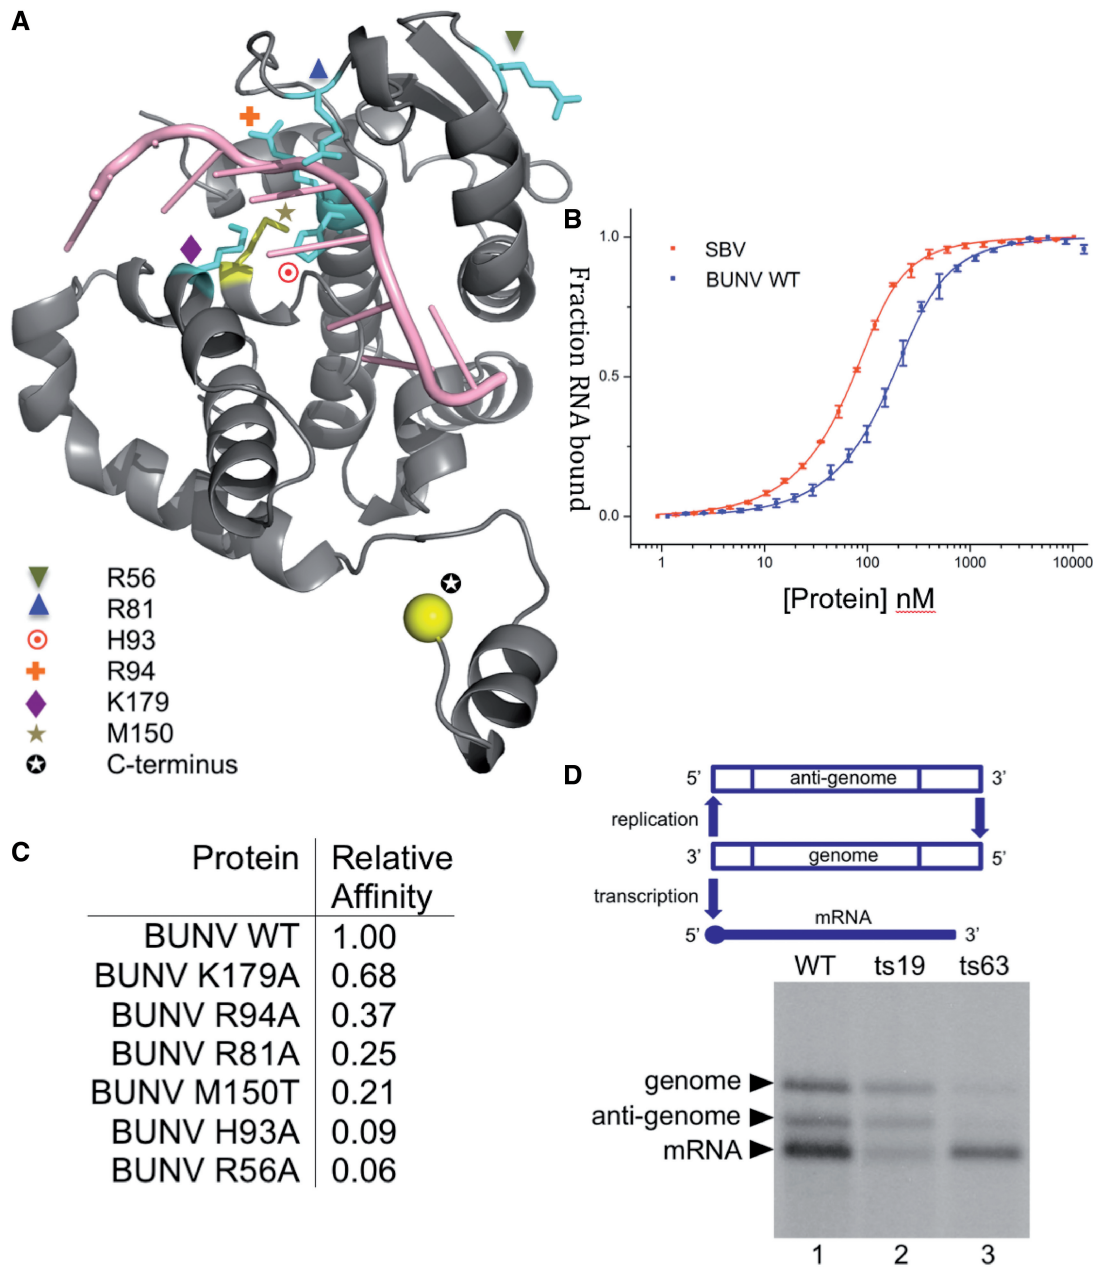 A
R56
R81
H93
R94
K179
M150
C-terminus
B
SBV
BUNV WT
Fraction RNA bound
1.0
0.5
0.0
1
10
100
1000
10000
[Protein] nM
C
Protein
Relative
Affinity
BUNV WT 1.00
BUNV K179A 0.68
BUNV R94A 0.37
BUNV R81A 0.25
BUNV M150T 0.21
BUNV H93A 0.09
BUNV R56A 0.06
D
5’ anti-genome 3’
replication
3’ genome 5’
transcription
mRNA
5’ 3’
WT ts19 ts63
genome
anti-genome
mRNA
1 2 3